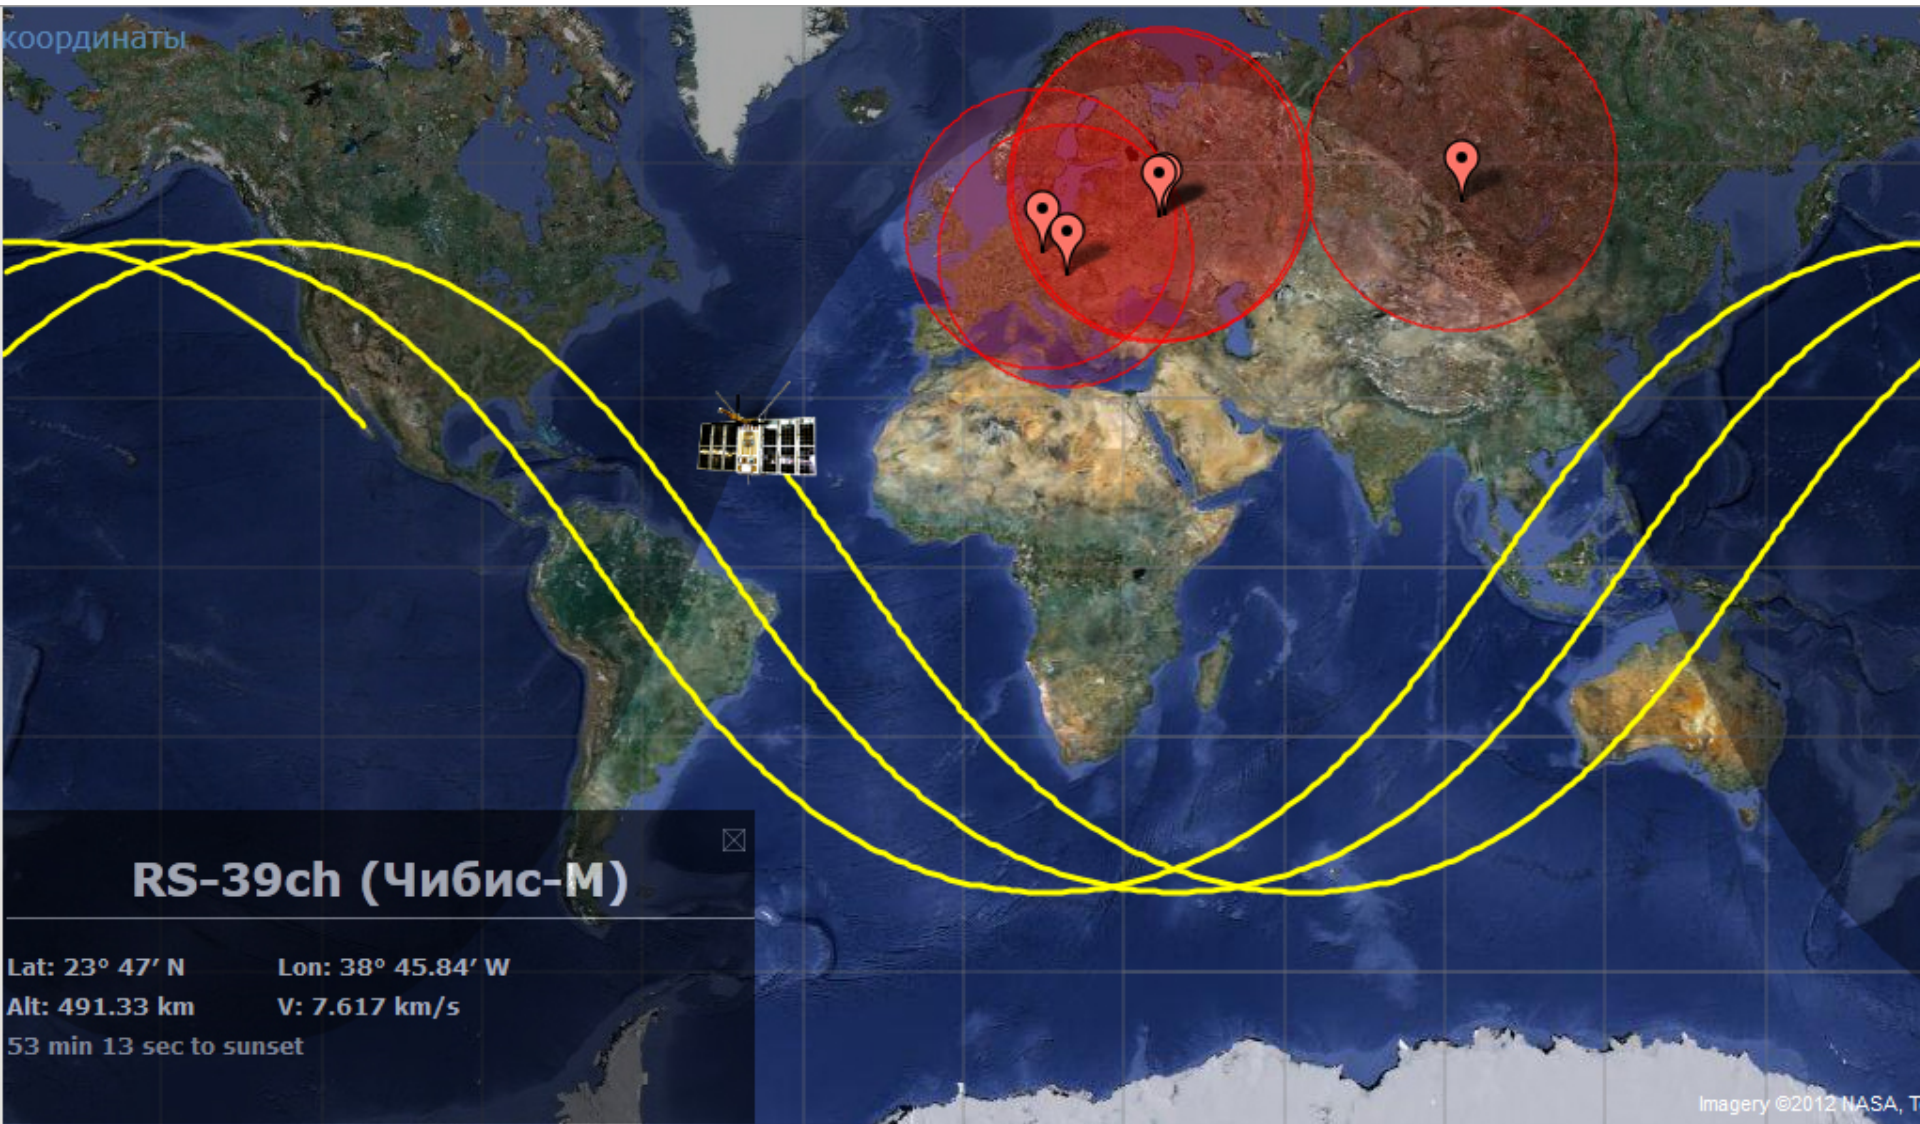 координаты
RS-39ch (Чибис-М)
Lat: 23° 47′ N Lon: 38° 45.84′ W
Alt: 491.33 km V: 7.617 km/s
53 min 13 sec to sunset
Imagery ©2012 NASA, T